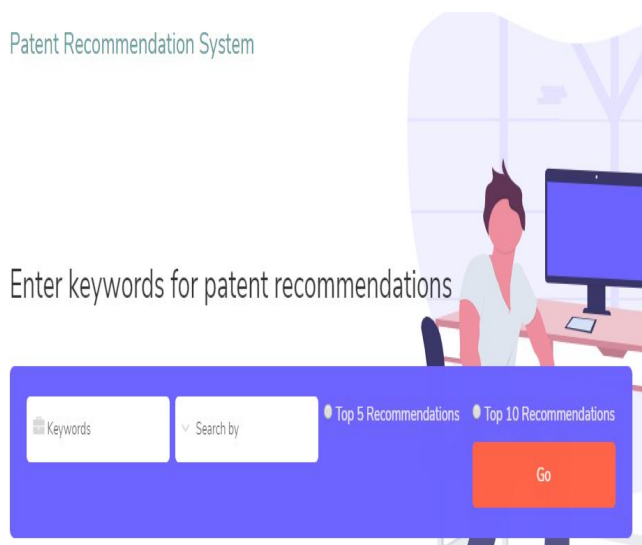 Patent Recommendation System
Enter keywords for patent recommendations
Keywords
Search by
Top 5 Recommendations
Top 10 Recommendations
Go